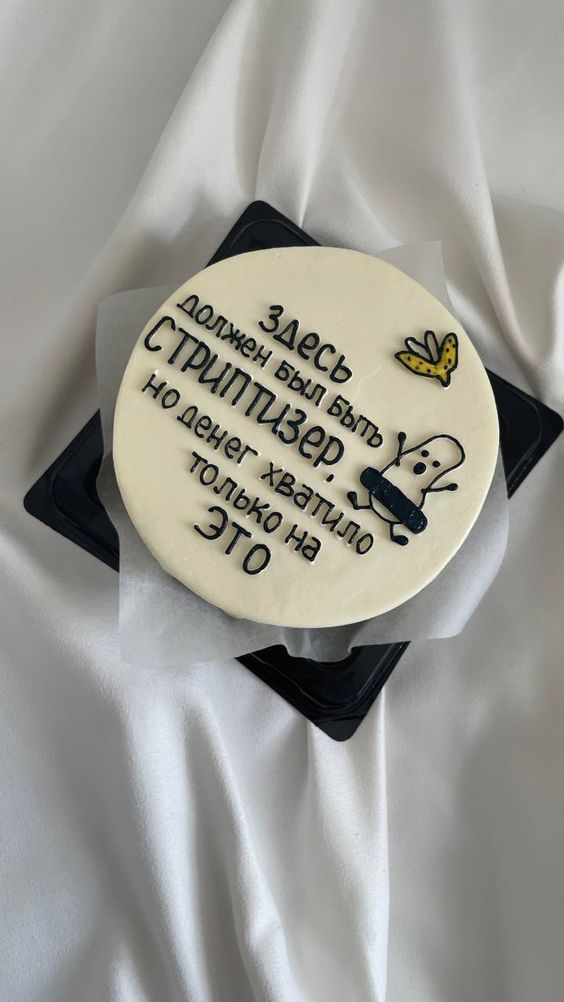 Здесь
должен был быть
СТРИПТИЗЕР,
но денег хватило
только на
ЭТО